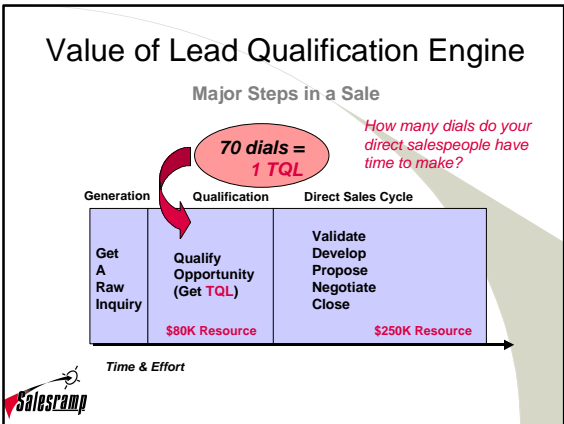 Value of Lead Qualification Engine
Major Steps in a Sale
70 dials =
1 TQL
How many dials do your
direct salespeople have
time to make?
Generation
Qualification
Direct Sales Cycle
Get
A
Raw
Inquiry
Qualify
Opportunity
(Get TQL)
$80K Resource
Validate
Develop
Propose
Negotiate
Close
$250K Resource
Time & Effort
Salesramp